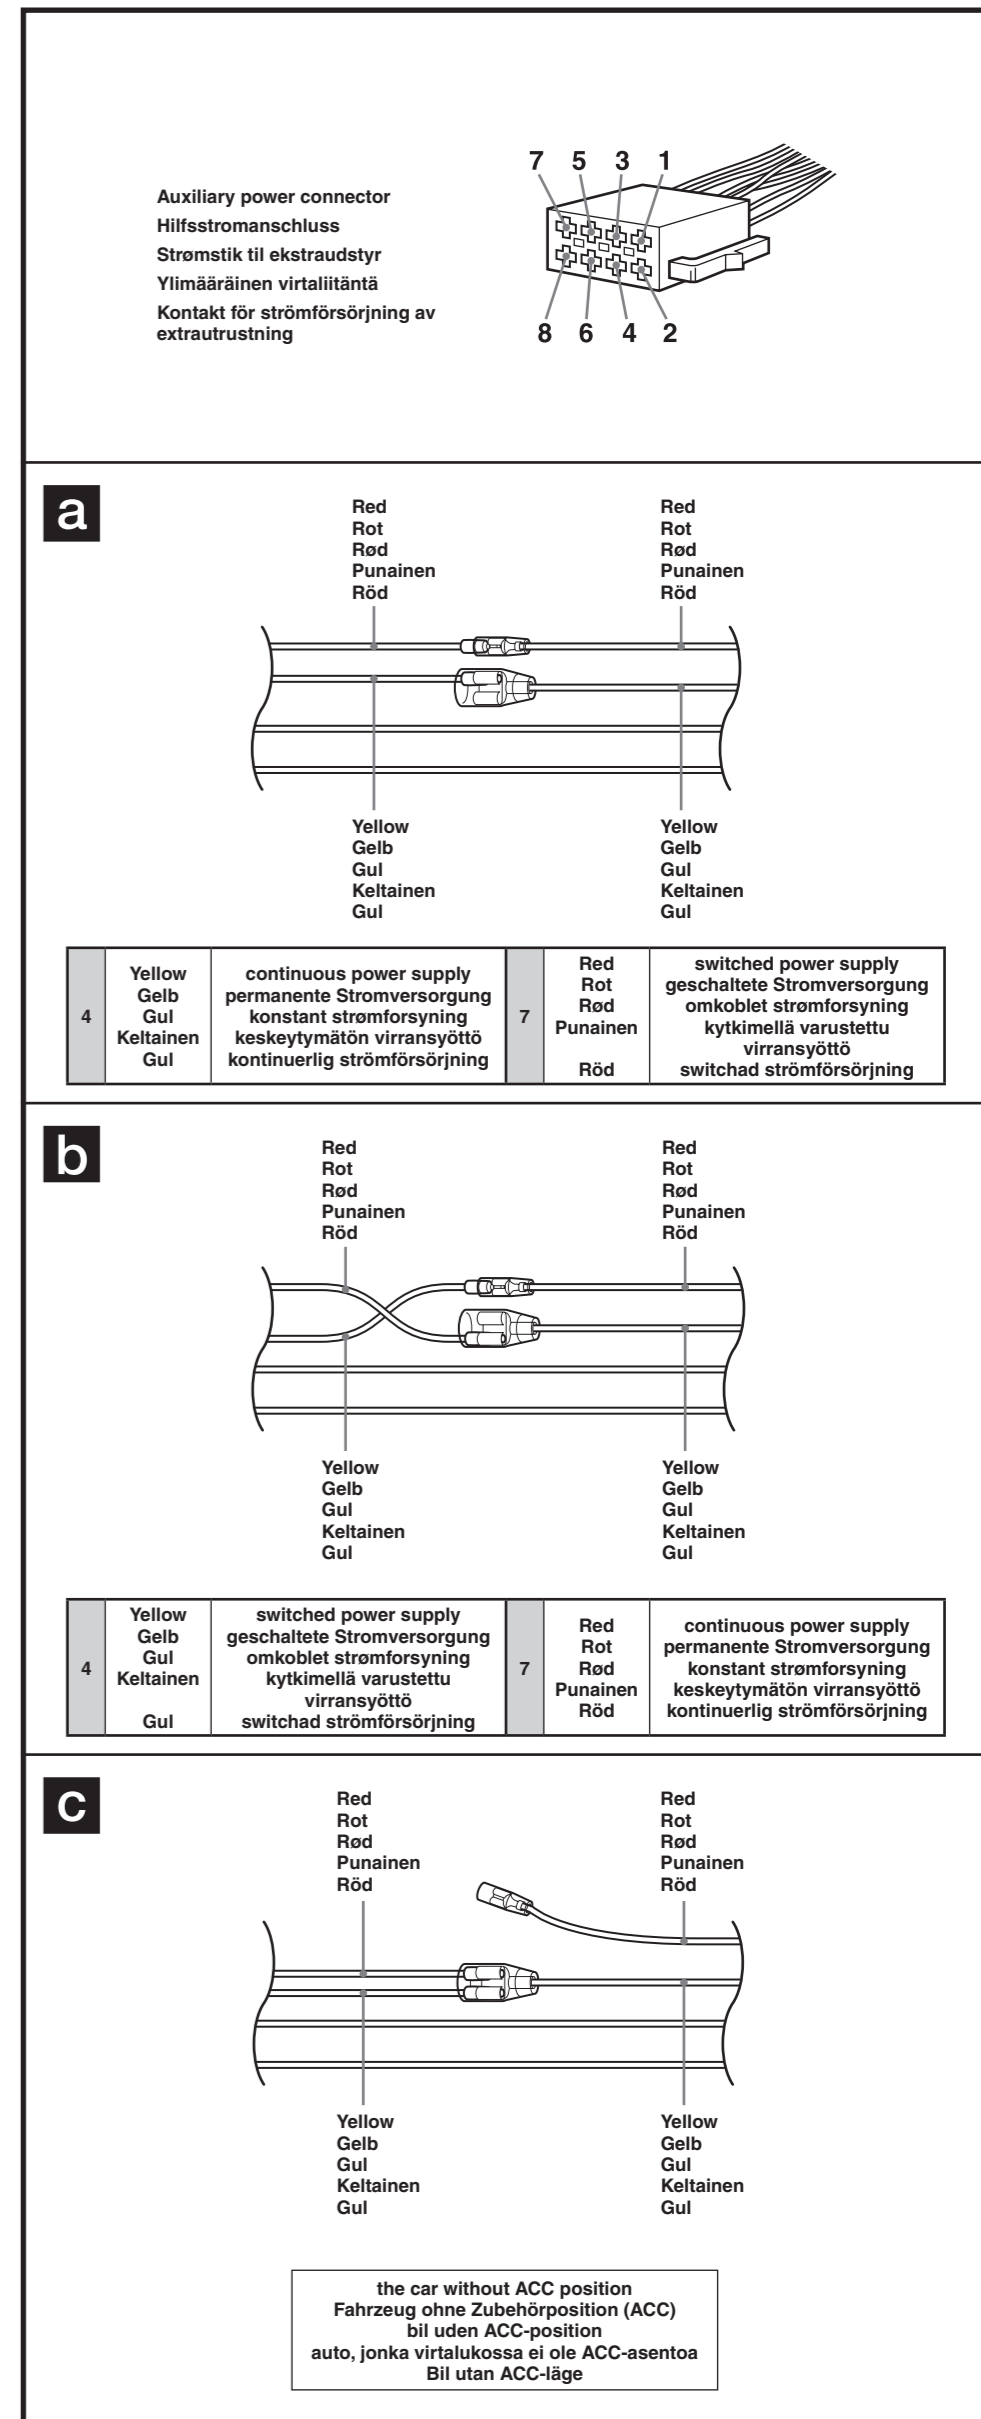 7 5 3 1
Auxiliary power connector
Hilfsstromanschluss
Strømstik til ekstraudstyr
Ylimääräinen virtaliitäntä
Kontakt för strömförsörjning av
extrautrustning
8 6 4 2
a
Red
Rot
Rød
Punainen
Röd
Red
Rot
Rød
Punainen
Röd
Yellow
Gelb
Gul
Keltainen
Gul
Yellow
Gelb
Gul
Keltainen
Gul
4
Yellow
Gelb
Gul
Keltainen
Gul
continuous power supply
permanente Stromversorgung
konstant strømforsyning
keskeytymätön virransyöttö
kontinuerlig strömförsörjning
7
Red
Rot
Rød
Punainen
Röd
switched power supply
geschaltete Stromversorgung
omkoblet strømforsyning
kytkimellä varustettu
virransyöttö
switchad strömförsörjning
b
Red
Rot
Rød
Punainen
Röd
Red
Rot
Rød
Punainen
Röd
Yellow
Gelb
Gul
Keltainen
Gul
Yellow
Gelb
Gul
Keltainen
Gul
4
Yellow
Gelb
Gul
Keltainen
Gul
switched power supply
geschaltete Stromversorgung
omkoblet strømforsyning
kytkimellä varustettu
virransyöttö
switchad strömförsörjning
7
Red
Rot
Rød
Punainen
Röd
continuous power supply
permanente Stromversorgung
konstant strømforsyning
keskeytymätön virransyöttö
kontinuerlig strömförsörjning
c
Red
Rot
Rød
Punainen
Röd
Red
Rot
Rød
Punainen
Röd
Yellow
Gelb
Gul
Keltainen
Gul
Yellow
Gelb
Gul
Keltainen
Gul
the car without ACC position
Fahrzeug ohne Zubehörposition (ACC)
bil uden ACC-position
auto, jonka virtalukossa ei ole ACC-asentoa
Bil utan ACC-läge